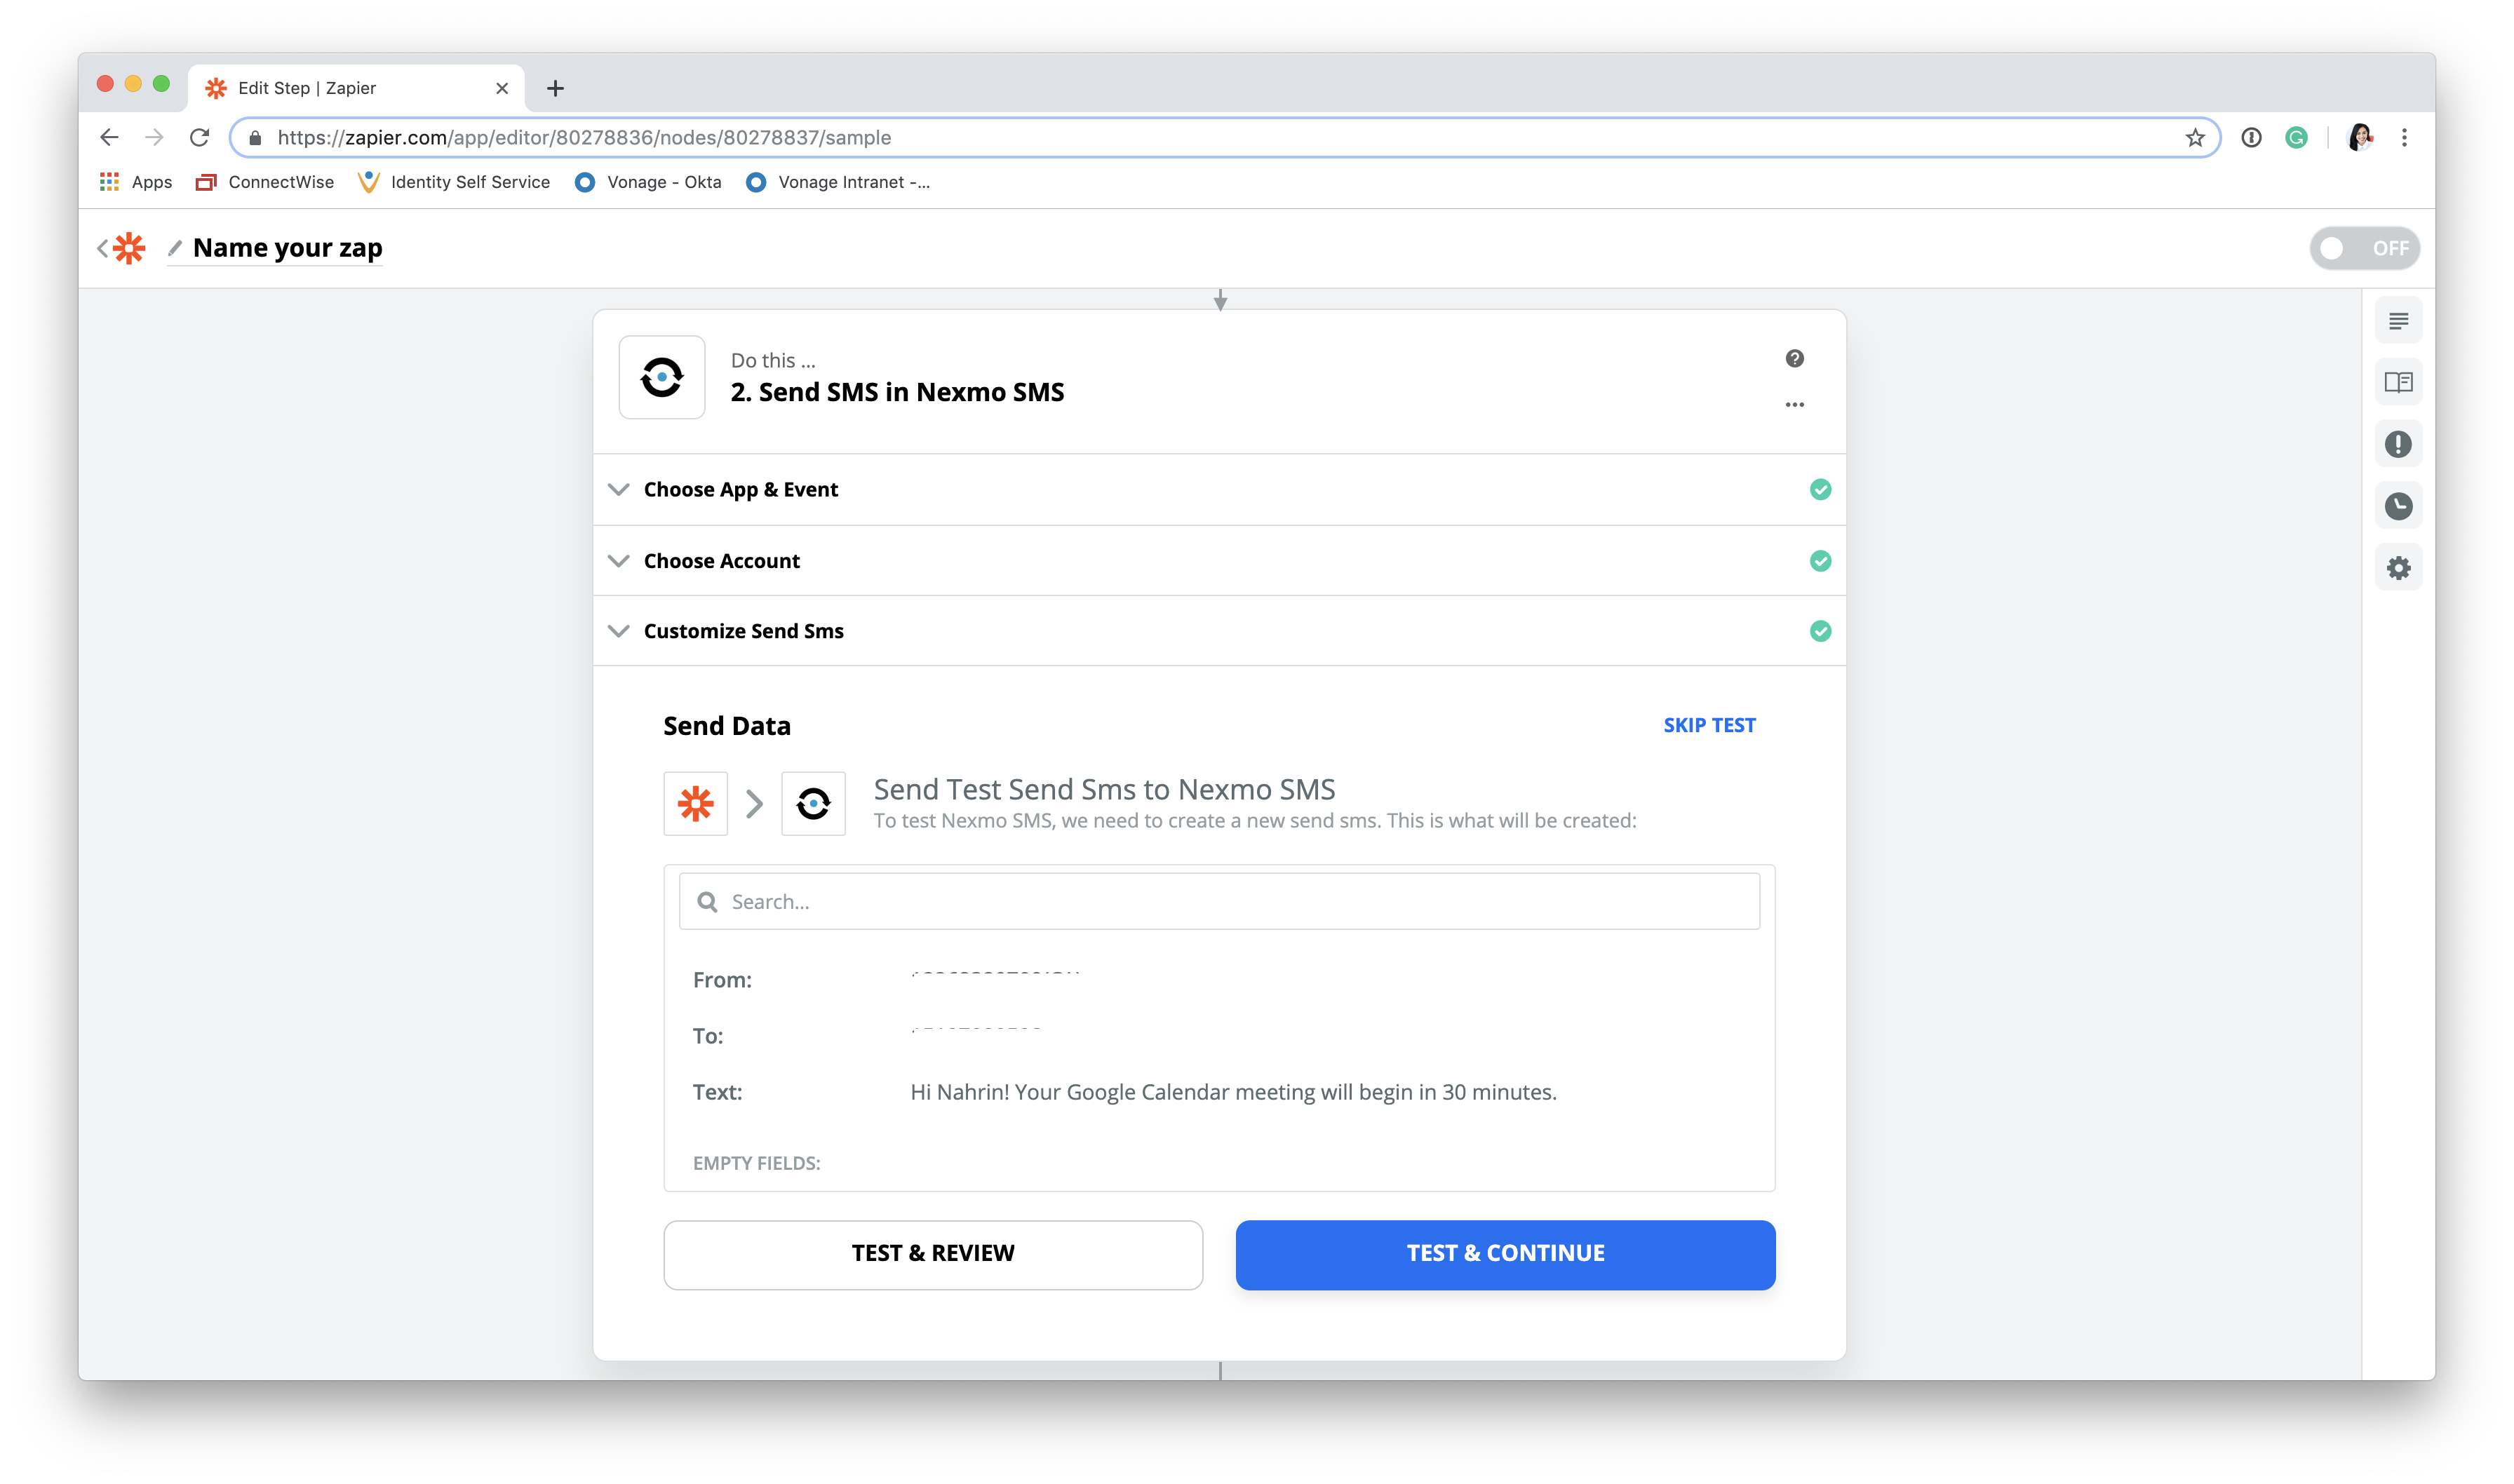 Edit Step | Zapier
https://zapier.com/app/editor/80278836/nodes/80278837/sample
Apps ConnectWise Identity Self Service Vonage - Okta Vonage Intranet -...
Name your zap
OFF
Do this ...
2. Send SMS in Nexmo SMS
Choose App & Event
Choose Account
Customize Send Sms
Send Data
SKIP TEST
Send Test Send Sms to Nexmo SMS
To test Nexmo SMS, we need to create a new send sms. This is what will be created:
Search...
From:
To:
Text: Hi Nahrin! Your Google Calendar meeting will begin in 30 minutes.
EMPTY FIELDS:
TEST & REVIEW
TEST & CONTINUE